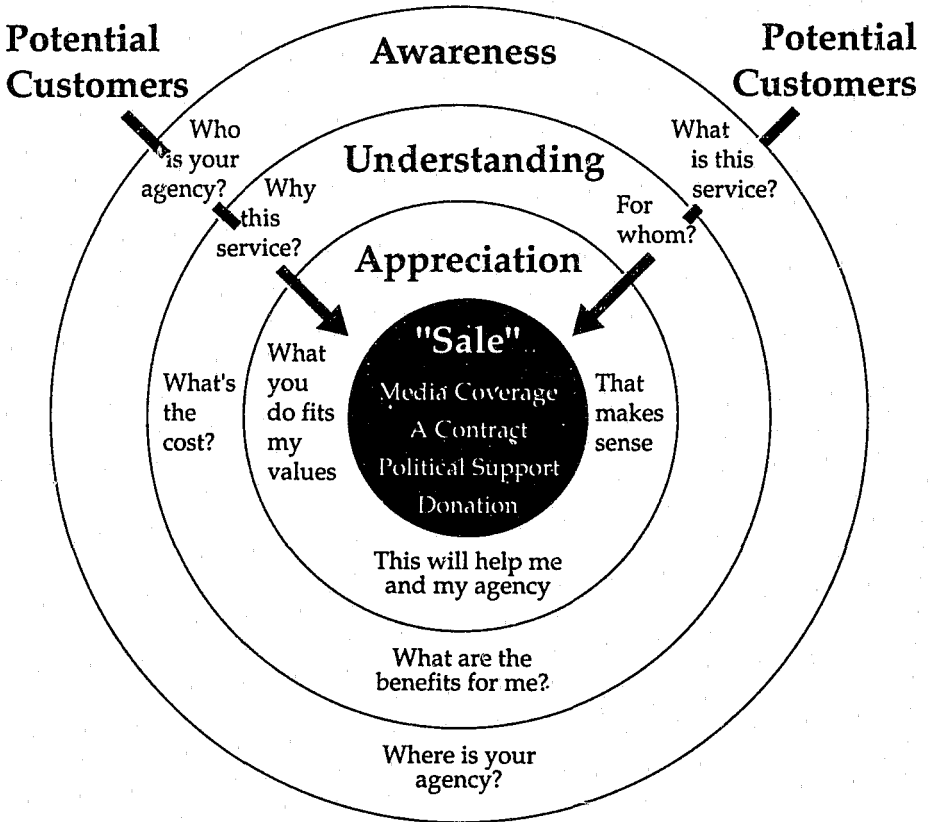 Potential
Customers
Potential
Customers
Awareness
Who
is your
agency?
What
is this
service?
Understanding
Why
this
service?
For
whom?
Appreciation
"Sale"
Media Coverage
A Contract
Political Support
Donation
What's
the
cost?
What
you
do fits
my
values
That
makes
sense
This will help me
and my agency
What are the
benefits for me?
Where is your
agency?